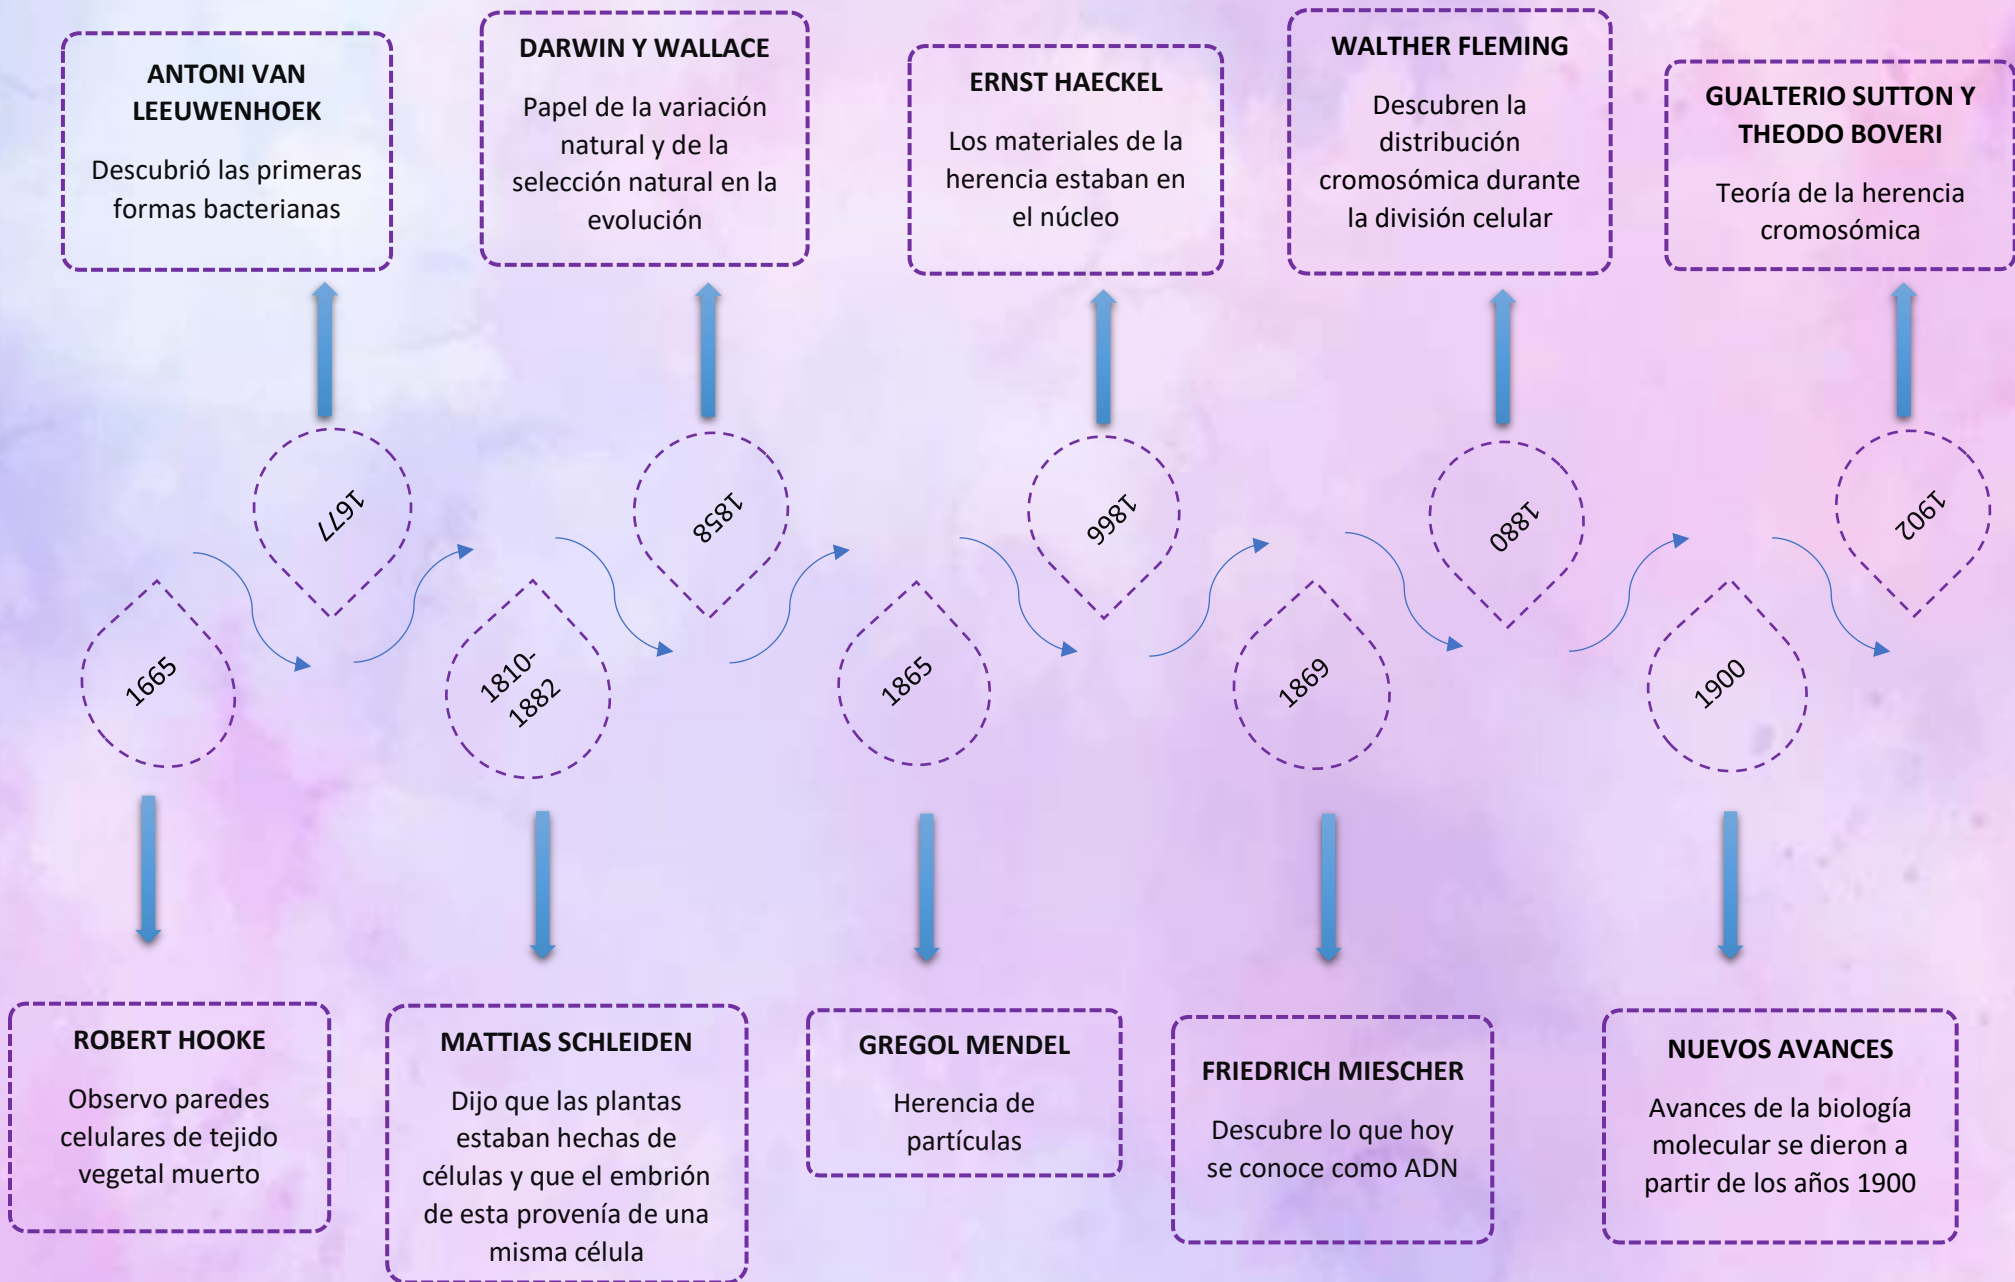 ANTONI VAN
LEEUWENHOEK
Descubrió las primeras
formas bacterianas
DARWIN Y WALLACE
Papel de la variación
natural y de la
selección natural en la
evolución
ERNST HAECKEL
Los materiales de la
herencia estaban en
el núcleo
WALTHER FLEMING
Descubren la
distribución
cromosómica durante
la división celular
GUALTERIO SUTTON Y
THEODO BOVERI
Teoría de la herencia
cromosómica
1677
1858
1866
1880
1902
1665
1810-
1882
1865
1869
1900
ROBERT HOOKE
Observo paredes
celulares de tejido
vegetal muerto
MATTIAS SCHLEIDEN
Dijo que las plantas
estaban hechas de
células y que el embrión
de esta provenía de una
misma célula
GREGOL MENDEL
Herencia de
partículas
FRIEDRICH MIESCHER
Descubre lo que hoy
se conoce como ADN
NUEVOS AVANCES
Avances de la biología
molecular se dieron a
partir de los años 1900